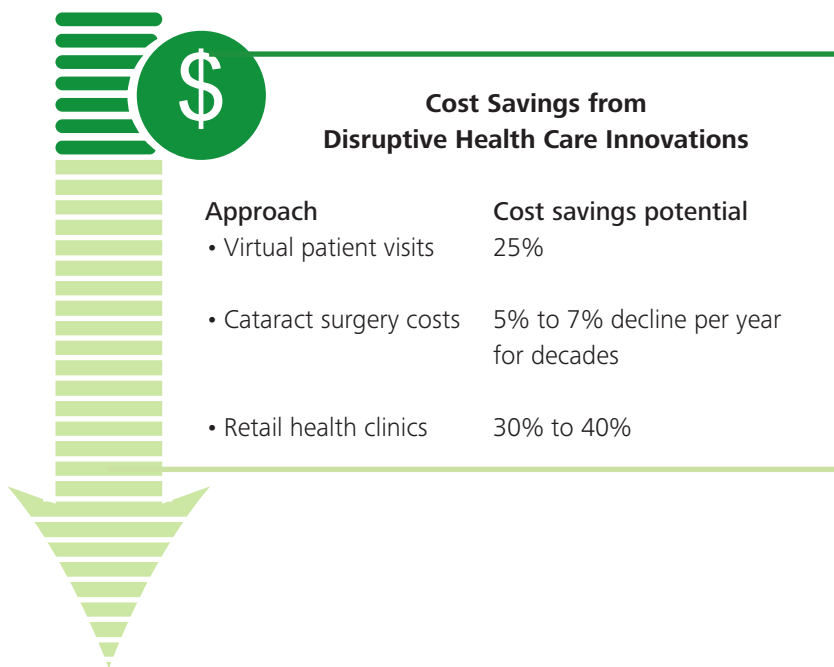 $
Cost Savings from
Disruptive Health Care Innovations
Approach Cost savings potential
• Virtual patient visits 25%
• Cataract surgery costs 5% to 7% decline per year
for decades
• Retail health clinics 30% to 40%